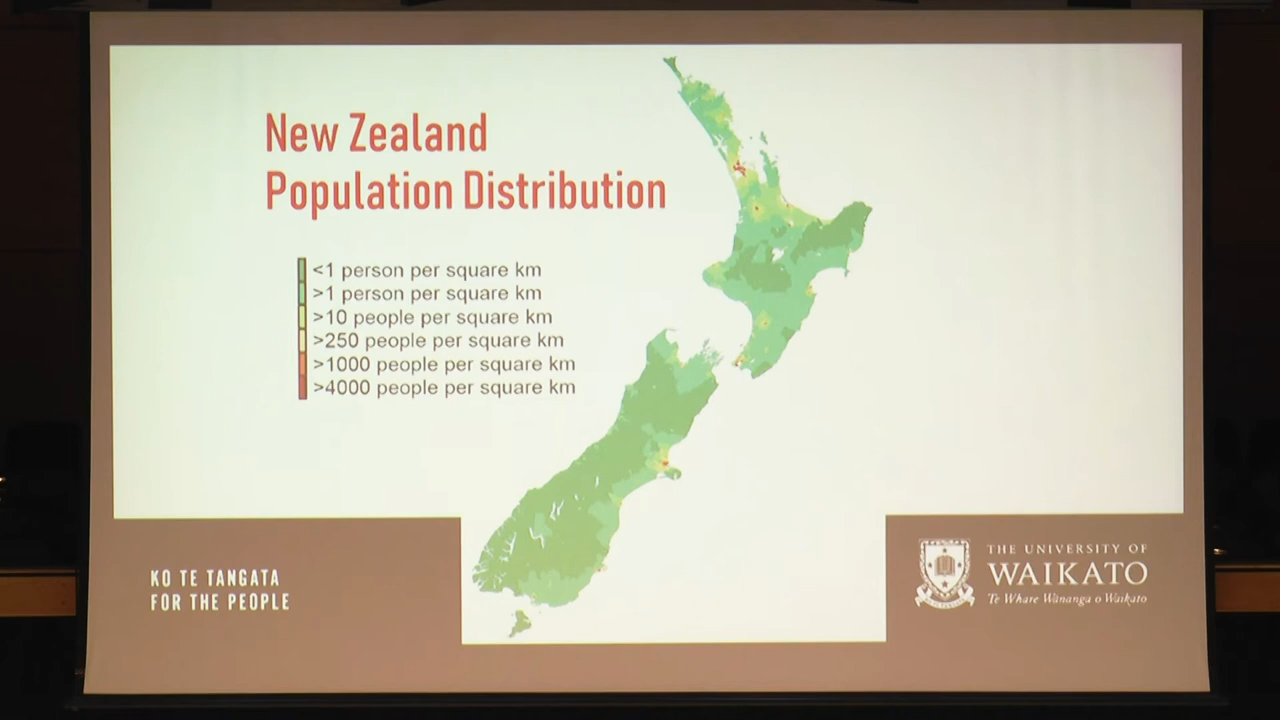 New Zealand
Population Distribution
<1 person per square km
>1 person per square km
>10 people per square km
>250 people per square km
>1000 people per square km
>4000 people per square km
KO TE TANGATA
FOR THE PEOPLE
THE UNIVERSITY OF
WAIKATO
Te Whare Wānanga o Waikato